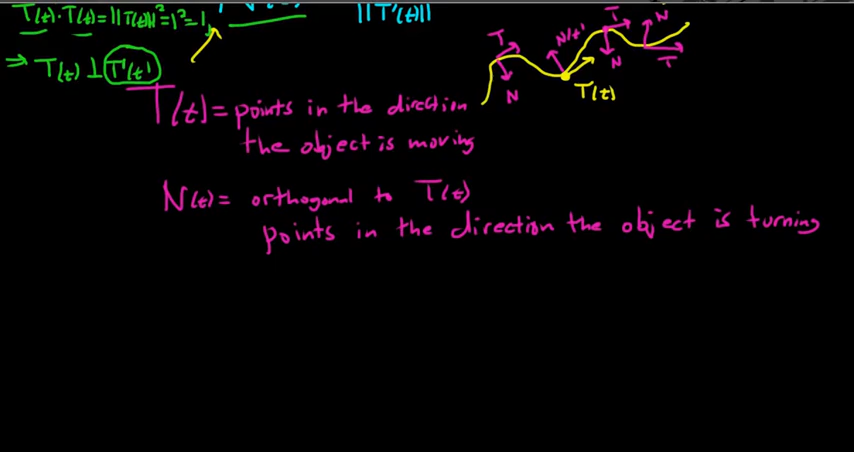 T(t)·T(t)=||T(t)||²=1²=1,
||T'(t)||
⇒ T(t) ⊥ T'(t)
T
N
N(t)
T(t)
T
N
N
T
T(t)= points in the direction
the object is moving
N(t)= orthogonal to T(t)
points in the direction the object is turning